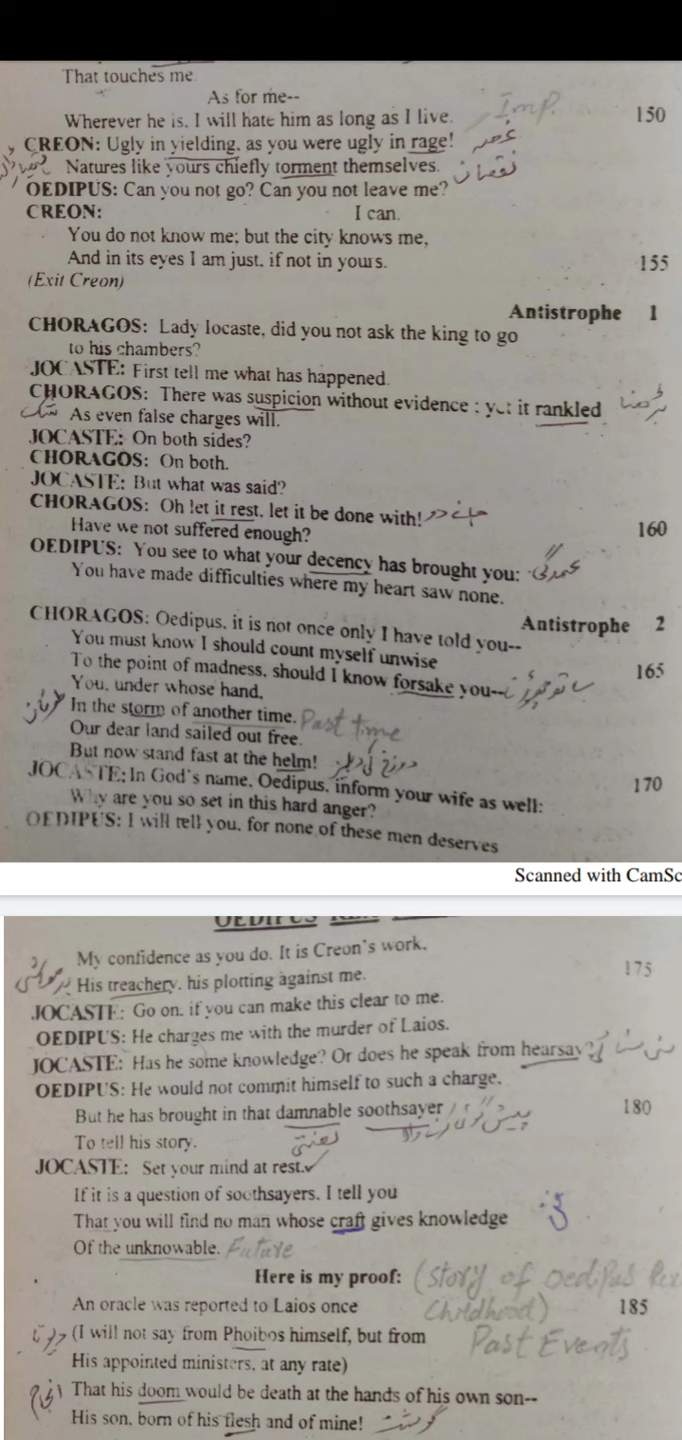 That touches me.
As for me--
Wherever he is, I will hate him as long as I live. Imp. 150
CREON: Ugly in yielding, as you were ugly in rage! غصہ
Natures like yours chiefly torment themselves. نقصان
OEDIPUS: Can you not go? Can you not leave me?
CREON: I can.
You do not know me; but the city knows me,
And in its eyes I am just, if not in yours. 155
(Exit Creon)
Antistrophe 1
CHORAGOS: Lady Iocaste, did you not ask the king to go
to his chambers?
JOCASTE: First tell me what has happened.
CHORAGOS: There was suspicion without evidence : yet it rankled
شک As even false charges will.
JOCASTE: On both sides?
CHORAGOS: On both.
JOCASTE: But what was said?
CHORAGOS: Oh let it rest, let it be done with! جانے دو
Have we not suffered enough? 160
OEDIPUS: You see to what your decency has brought you: عمدگی
You have made difficulties where my heart saw none.
Antistrophe 2
CHORAGOS: Oedipus, it is not once only I have told you--
You must know I should count myself unwise
To the point of madness, should I know forsake you-- 165
You, under whose hand,
In the storm of another time, Past time
Our dear land sailed out free.
But now stand fast at the helm!
JOCASTE: In God's name, Oedipus, inform your wife as well: 170
Why are you so set in this hard anger?
OEDIPUS: I will tell you, for none of these men deserves
Scanned with CamSc
My confidence as you do. It is Creon's work,
His treachery, his plotting against me. 175
JOCASTE: Go on, if you can make this clear to me.
OEDIPUS: He charges me with the murder of Laios.
JOCASTE: Has he some knowledge? Or does he speak from hearsay?
OEDIPUS: He would not commit himself to such a charge,
But he has brought in that damnable soothsayer 180
To tell his story. لعنتی
JOCASTE: Set your mind at rest.
If it is a question of soothsayers, I tell you
That you will find no man whose craft gives knowledge فن
Of the unknowable. Future
Here is my proof: (Story of Oedipus Rex
An oracle was reported to Laios once Childhood) 185
(I will not say from Phoibos himself, but from Past Events
His appointed ministers, at any rate)
انجام That his doom would be death at the hands of his own son--
His son, born of his flesh and of mine! گوشت